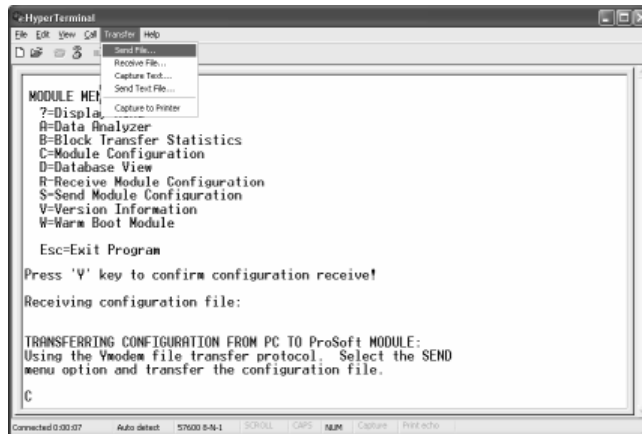 HyperTerminal
File Edit View Call Transfer Help
Send File...
Receive File...
Capture Text...
Send Text File...
Capture to Printer
MODULE MEN
?=Display Menu
A=Data Analyzer
B=Block Transfer Statistics
C=Module Configuration
D=Database View
R=Receive Module Configuration
S=Send Module Configuration
V=Version Information
W=Warm Boot Module
Esc=Exit Program
Press 'Y' key to confirm configuration receive!
Receiving configuration file:
TRANSFERRING CONFIGURATION FROM PC TO ProSoft MODULE:
Using the Ymodem file transfer protocol. Select the SEND
menu option and transfer the configuration file.
C
Connected 0:00:07 Auto detect 57600 8-N-1 SCROLL CAPS NUM Capture Print echo